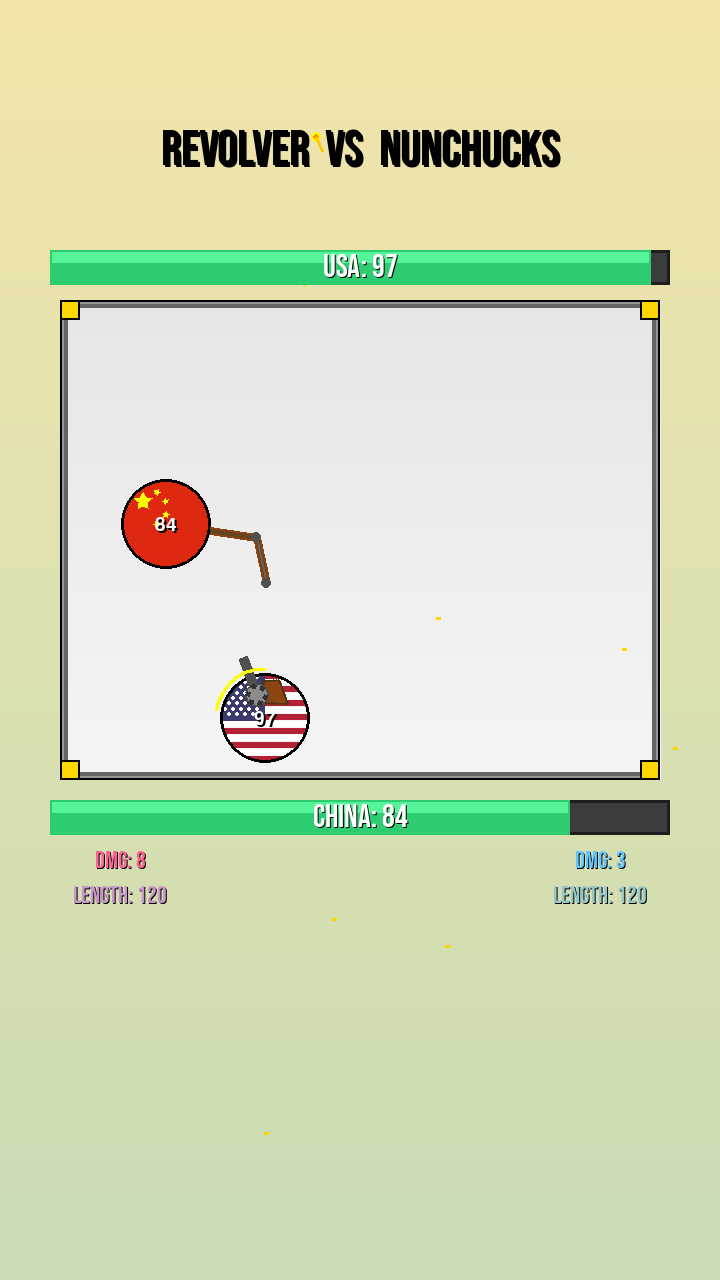 REVOLVER VS NUNCHUCKS
USA: 97
84
97
CHINA: 84
DMG: 8
DMG: 3
LENGTH: 120
LENGTH: 120